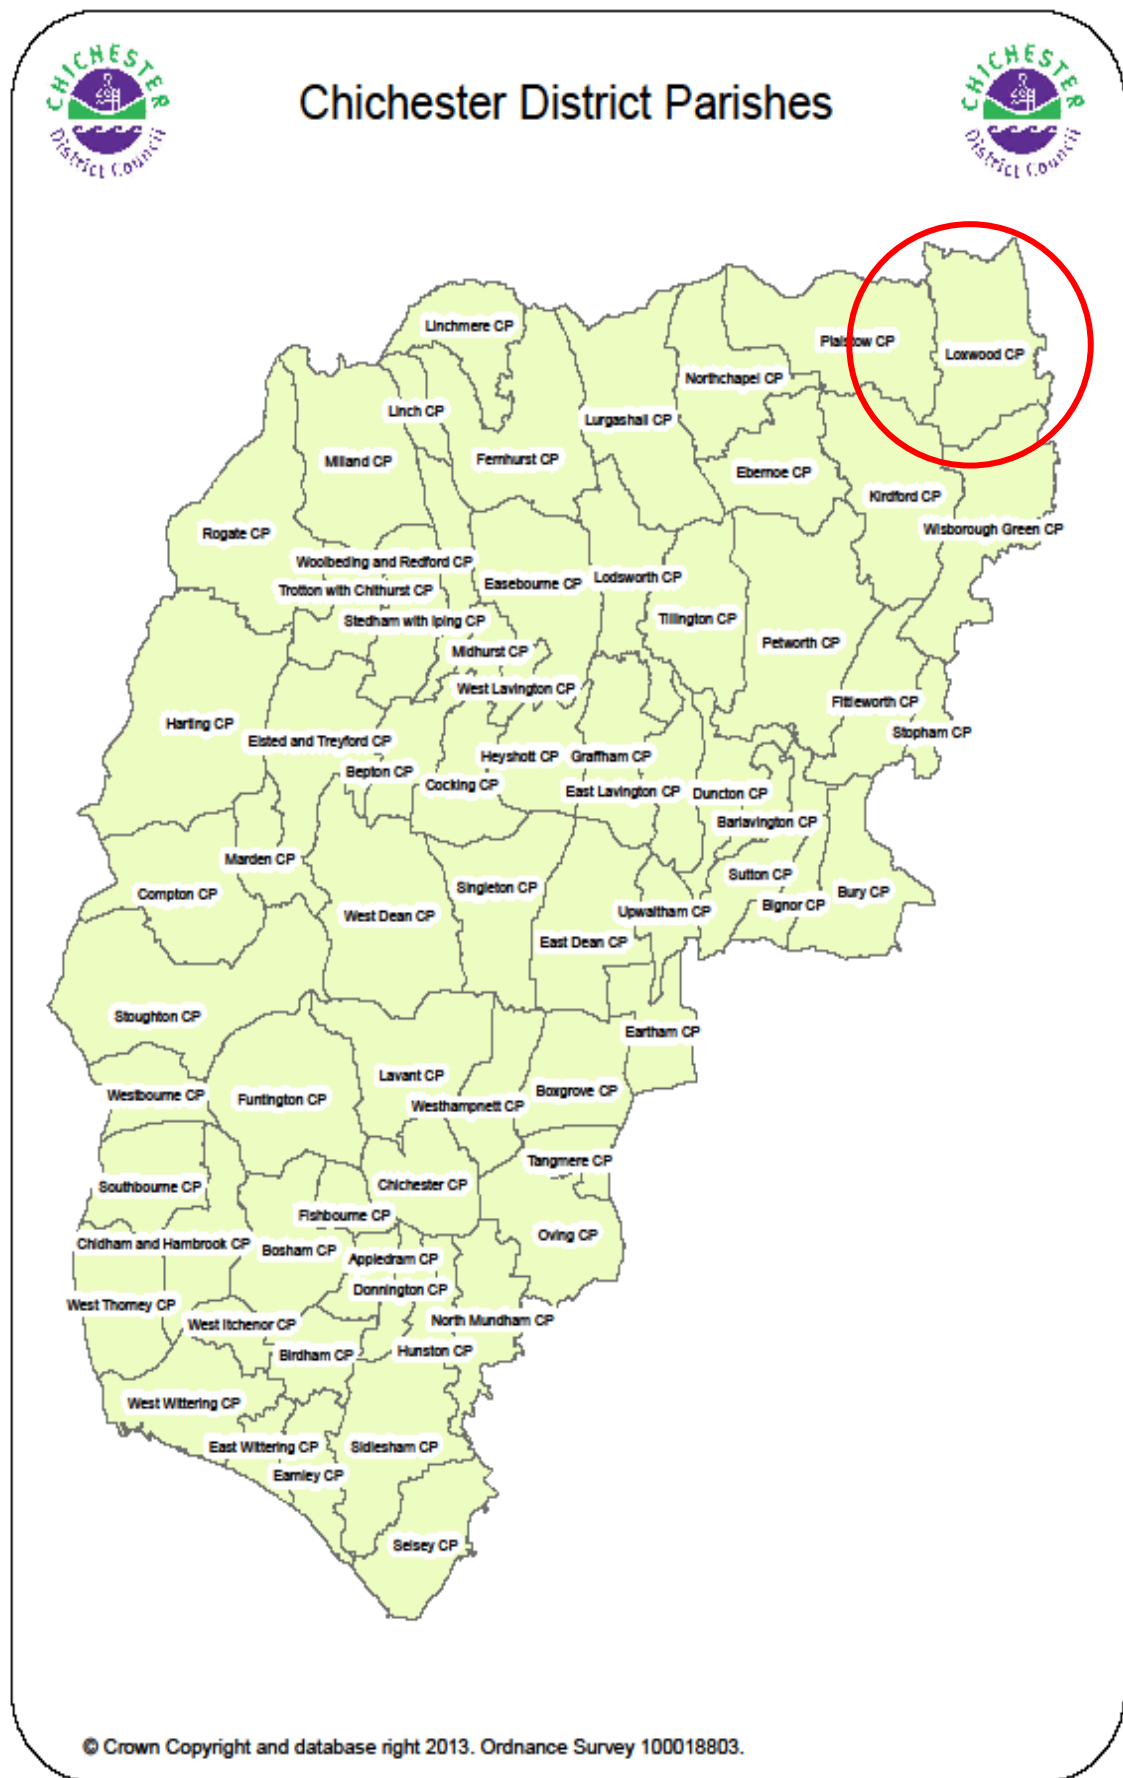 CHICHESTER
District Council
Chichester District Parishes
CHICHESTER
District Council
Linchmere CP
Plaistow CP
Loxwood CP
Northchapel CP
Linch CP
Lurgashall CP
Milland CP
Fernhurst CP
Ebernoe CP
Kirdford CP
Rogate CP
Wisborough Green CP
Woolbeding and Redford CP
Easebourne CP
Lodsworth CP
Trotton with Chithurst CP
Stedham with Iping CP
Tillington CP
Petworth CP
Midhurst CP
West Lavington CP
Fittleworth CP
Harting CP
Stopham CP
Elsted and Treyford CP
Heyshott CP
Graffham CP
Bepton CP
Cocking CP
East Lavington CP
Duncton CP
Barlavington CP
Marden CP
Compton CP
Singleton CP
Sutton CP
Bignor CP
Bury CP
West Dean CP
Upwaltham CP
East Dean CP
Stoughton CP
Eartham CP
Lavant CP
Westbourne CP
Funtington CP
Westhampnett CP
Boxgrove CP
Tangmere CP
Southbourne CP
Chichester CP
Fishbourne CP
Chidham and Hambrook CP
Bosham CP
Appledram CP
Oving CP
Donnington CP
West Thorney CP
West Itchenor CP
North Mundham CP
Birdham CP
Hunston CP
West Wittering CP
East Wittering CP
Sidlesham CP
Earnley CP
Selsey CP
© Crown Copyright and database right 2013. Ordnance Survey 100018803.